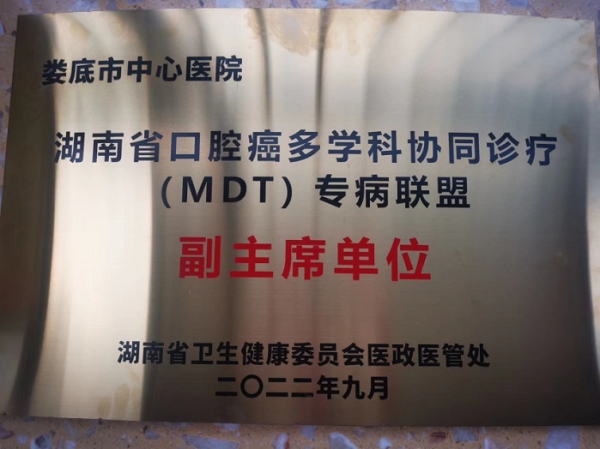 娄底市中心医院
湖南省口腔癌多学科协同诊疗
（MDT）专病联盟
副主席单位
湖南省卫生健康委员会医政医管处
二〇二二年九月